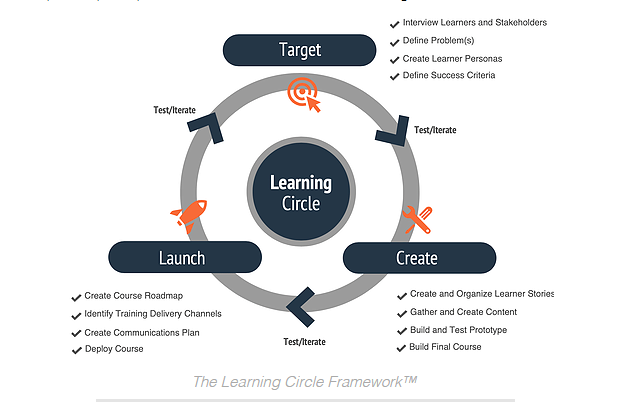 Target
Interview Learners and Stakeholders
Define Problem(s)
Create Learner Personas
Define Success Criteria
Test/Iterate
Test/Iterate
Learning
Circle
Launch
Create
Create Course Roadmap
Identify Training Delivery Channels
Create Communications Plan
Deploy Course
Create and Organize Learner Stories
Gather and Create Content
Build and Test Prototype
Build Final Course
Test/Iterate
The Learning Circle Framework™